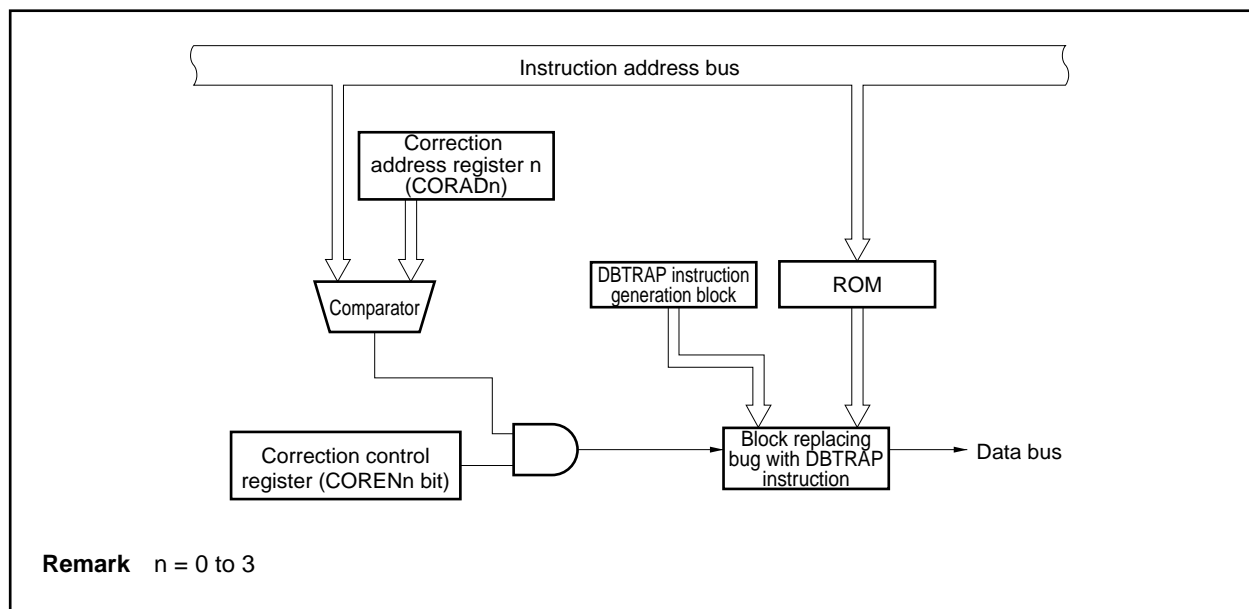 Instruction address bus
Correction
address register n
(CORADn)
DBTRAP instruction
generation block
ROM
Comparator
Correction control
register (CORENn bit)
Block replacing
bug with DBTRAP
instruction
Data bus
Remark n = 0 to 3